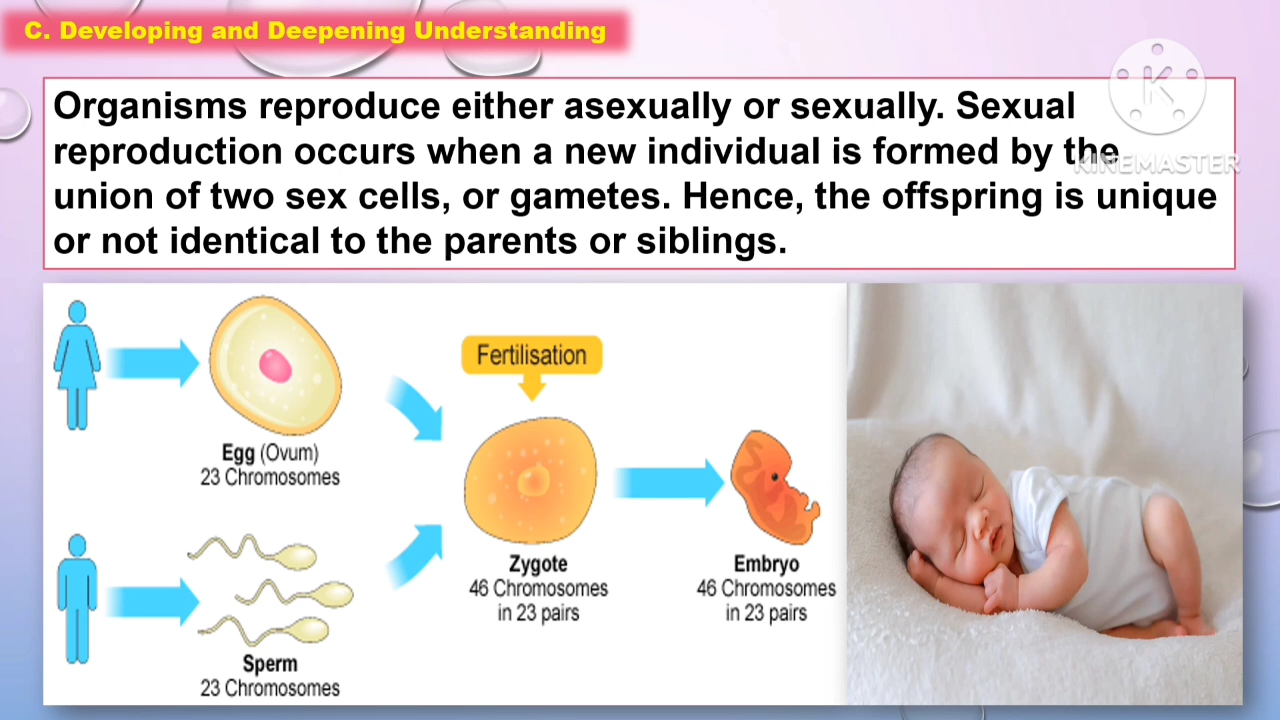 C. Developing and Deepening Understanding
Organisms reproduce either asexually or sexually. Sexual
reproduction occurs when a new individual is formed by the
union of two sex cells, or gametes. Hence, the offspring is unique
or not identical to the parents or siblings.
K
KINEMASTER
Fertilisation
Egg (Ovum)
23 Chromosomes
Zygote
46 Chromosomes
in 23 pairs
Embryo
46 Chromosomes
in 23 pairs
Sperm
23 Chromosomes